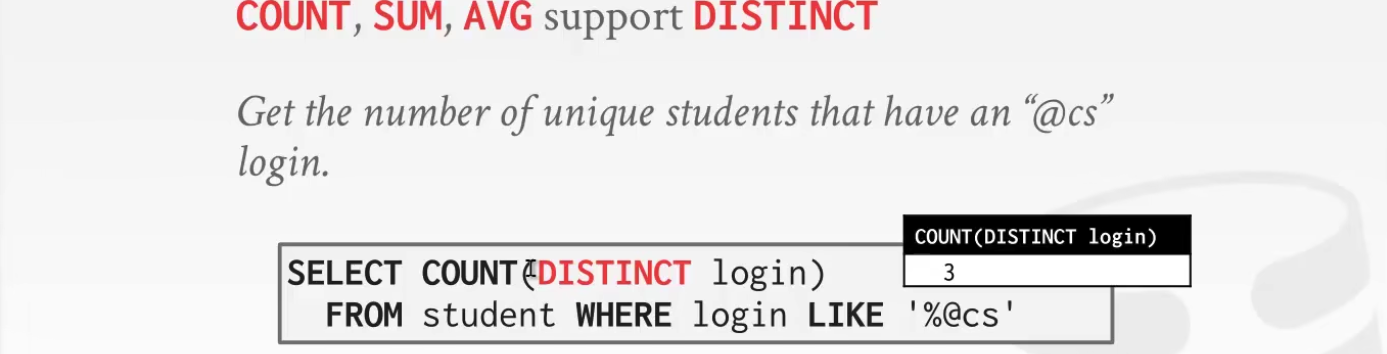 COUNT, SUM, AVG support DISTINCT
Get the number of unique students that have an “@cs”
login.
COUNT(DISTINCT login)
3
SELECT COUNT(DISTINCT login)
FROM student WHERE login LIKE '%@cs'